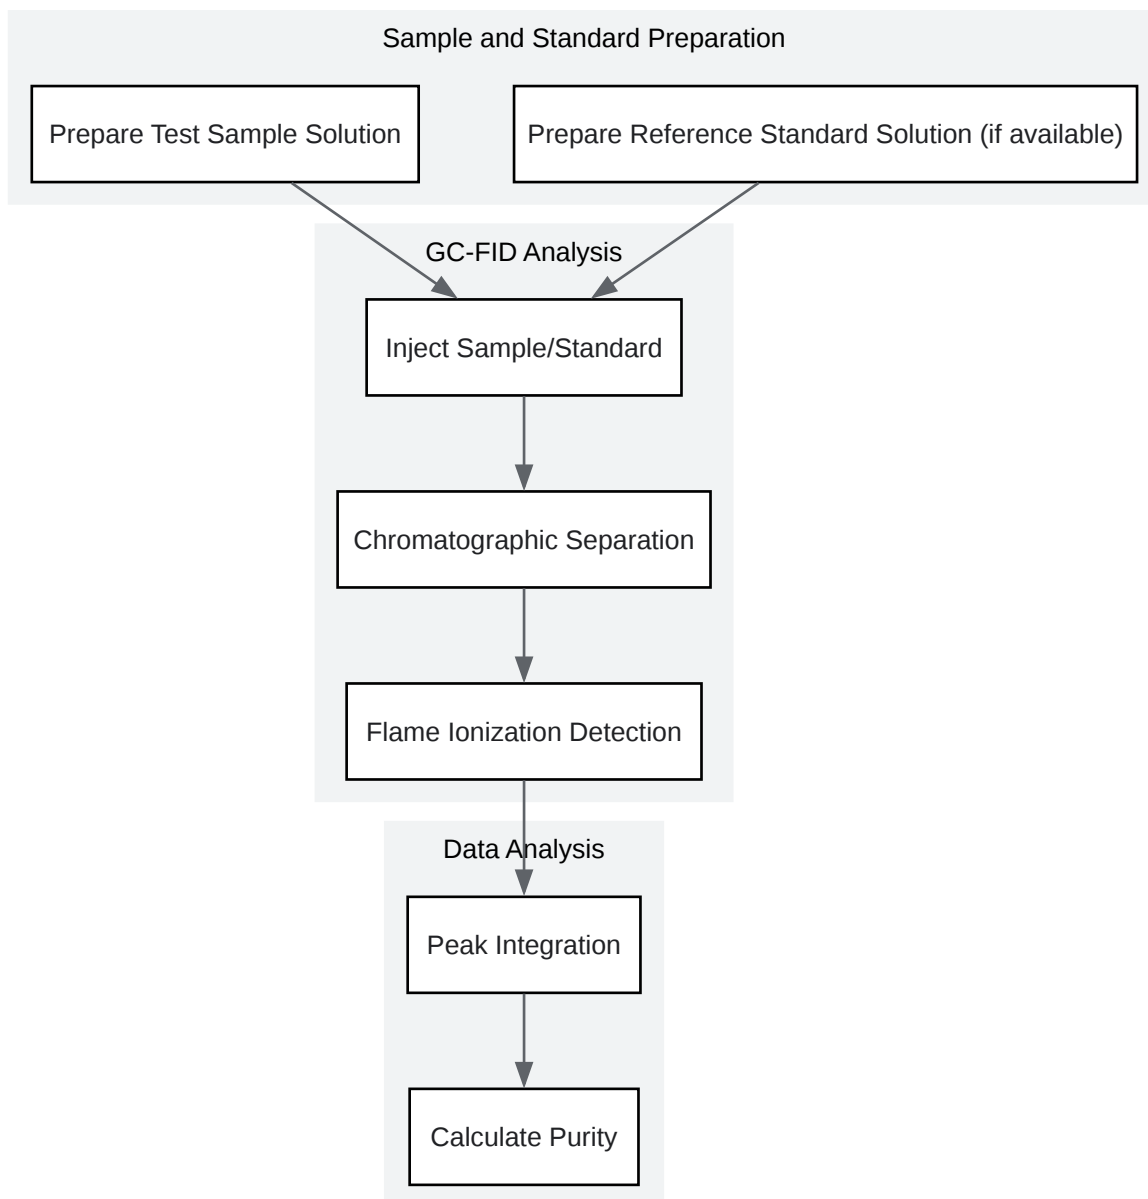 Sample and Standard Preparation
Prepare Test Sample Solution
Prepare Reference Standard Solution (if available)
GC-FID Analysis
Inject Sample/Standard
Chromatographic Separation
Flame Ionization Detection
Data Analysis
Peak Integration
Calculate Purity